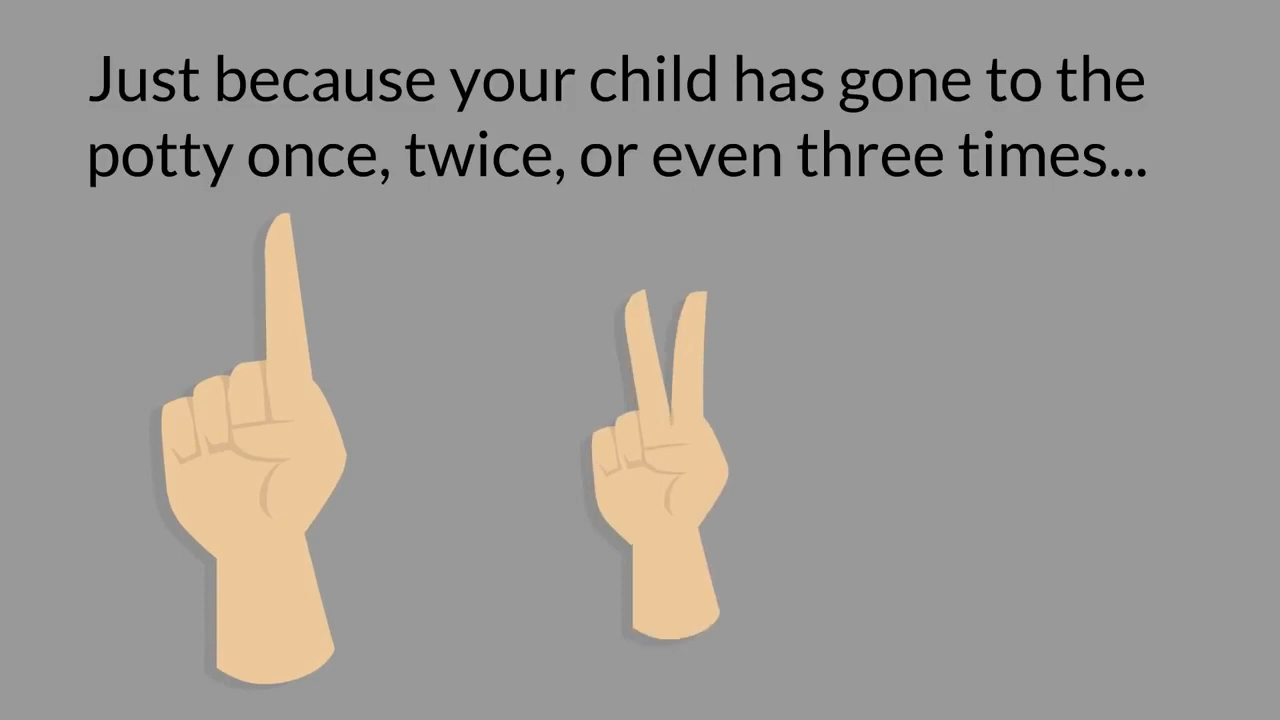 Just because your child has gone to the
potty once, twice, or even three times...